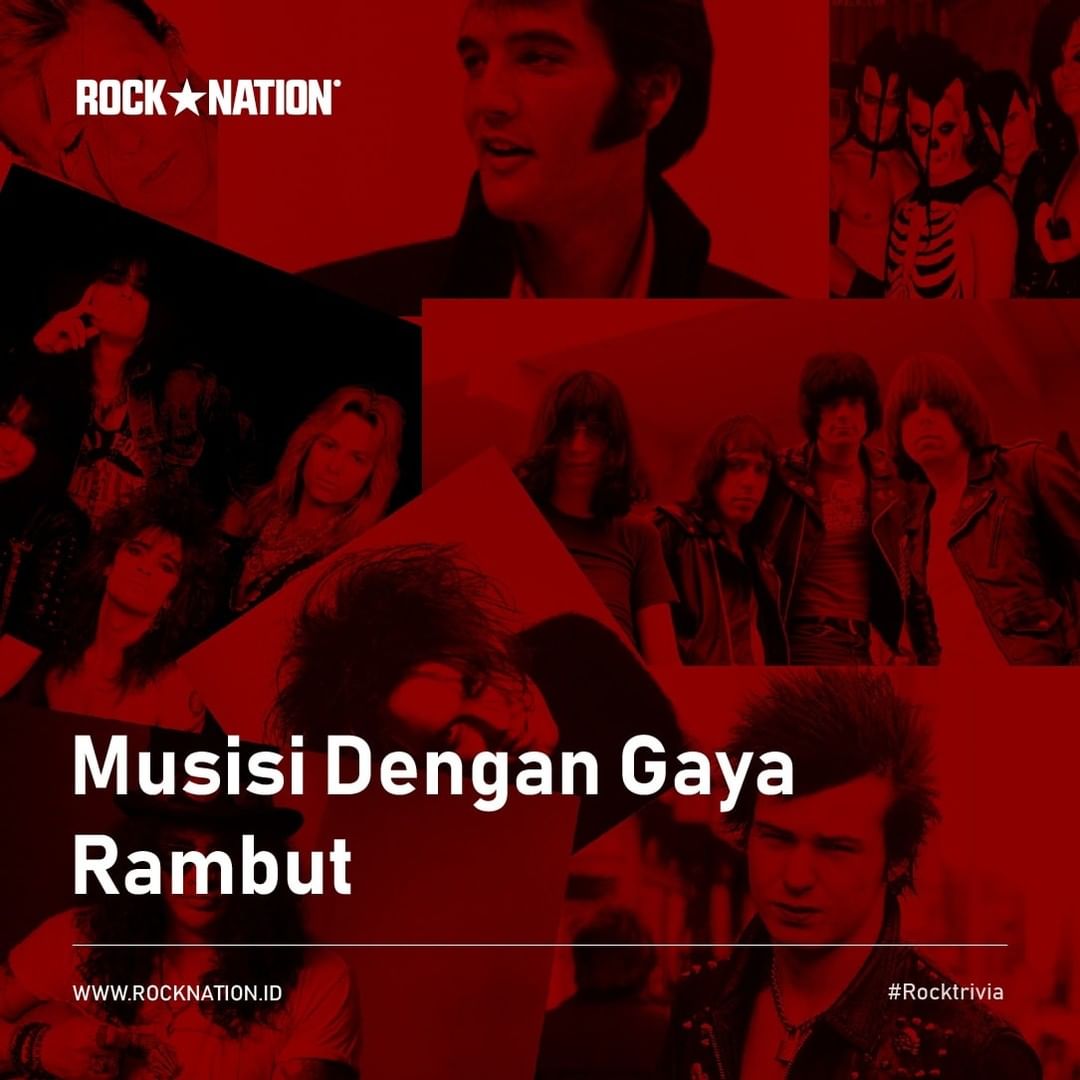 ROCK★NATION
Musisi Dengan Gaya
Rambut
WWW.ROCKNATION.ID
#Rocktrivia